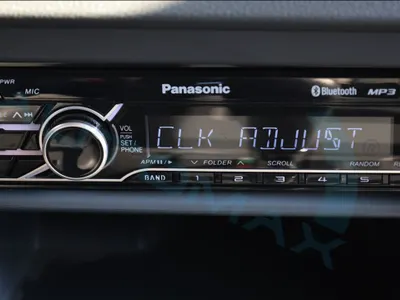 PWR
MIC
Panasonic
Bluetooth MP3
VOL
PUSH
SET/
PHONE
CLK ADJUST
APM FOLDER SCROLL RANDOM
BAND 1 2 3 4 5